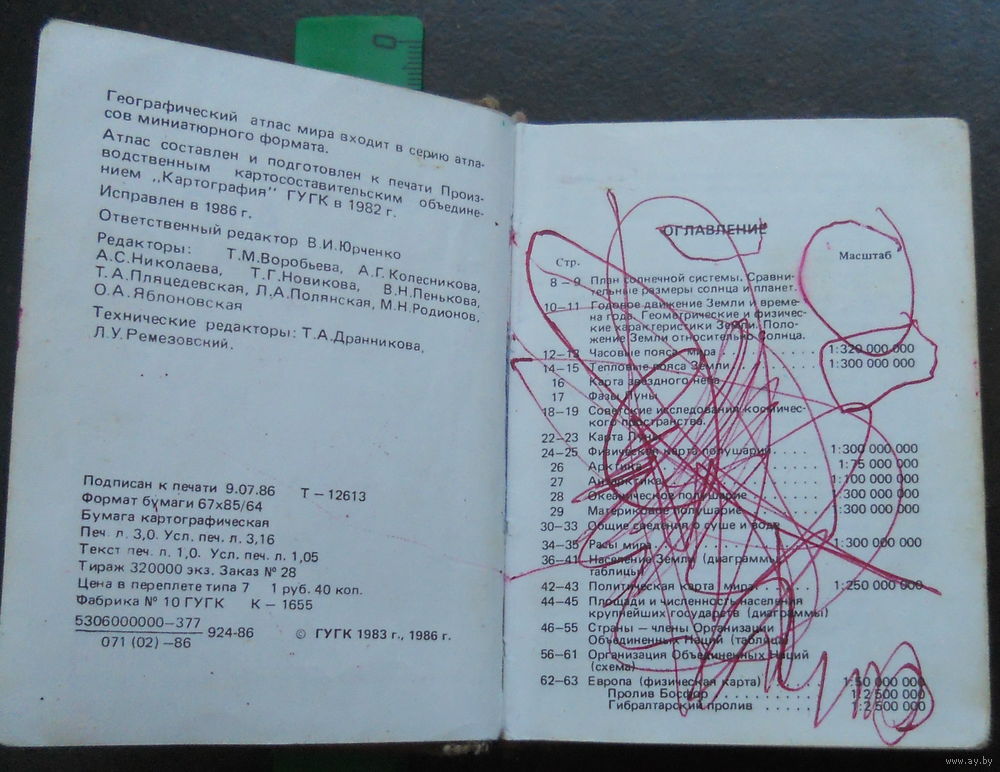 Географический атлас мира входит в серию атла-
сов миниатюрного формата.
Атлас составлен и подготовлен к печати Произ-
водственным картосоставительским объедине-
нием „Картография" ГУГК в 1982 г.
Исправлен в 1986 г.
Ответственный редактор В.И.Юрченко
Редакторы: Т.М.Воробьева, А.Г.Колесникова,
А.С.Николаева, Т.Г.Новикова, В.Н.Пенькова,
Т.А.Пляцедевская, Л.А.Полянская, М.Н.Родионов,
О.А.Яблоновская
Технические редакторы: Т.А.Дранникова,
Л.У.Ремезовский.
Подписан к печати 9.07.86 Т – 12613
Формат бумаги 67х85/64
Бумага картографическая
Печ. л. 3,0. Усл. печ. л. 3,16
Текст печ. л. 1,0. Усл. печ. л. 1,05
Тираж 320000 экз. Заказ № 28
Цена в переплете типа 7 1 руб. 40 коп.
Фабрика № 10 ГУГК К – 1655
5306000000–377
071 (02) –86
924-86
© ГУГК 1983 г., 1986 г.
0
ОГЛАВЛЕНИЕ
Стр. Масштаб
8 – 9 План солнечной системы. Сравни-
тельные размеры солнца и планет.
10–11 Годовое движение Земли и време-
на года. Геометрические и физичес-
кие характеристики Земли. Поло-
жение Земли относительно Солнца.
12–13 Часовые пояса мира 1:320 000 000
14–15 Тепловые пояса Земли 1:300 000 000
16 Карта звездного неба
17 Фазы Луны
18–19 Советские исследования космичес-
кого пространства.
22–23 Карта Луны
24–25 Физическая карта полушарий 1:300 000 000
26 Арктика 1:75 000 000
27 Антарктика 1:100 000 000
28 Океаническое полушарие 1:300 000 000
29 Материковое полушарие 1:300 000 000
30–33 Общие сведения о суше и воде
34–35 Расы мира 1:300 000 000
36–41 Население Земли (диаграммы,
таблицы)
42–43 Политическая карта мира 1:250 000 000
44–45 Площади и численность населения
крупнейших государств (диаграммы)
46–55 Страны – члены Организации
Объединенных Наций (таблица)
56–61 Организация Объединенных Наций
(схема)
62–63 Европа (физическая карта) 1:50 000 000
Пролив Босфор 1:2 500 000
Гибралтарский пролив 1:2 500 000
www.ay.by